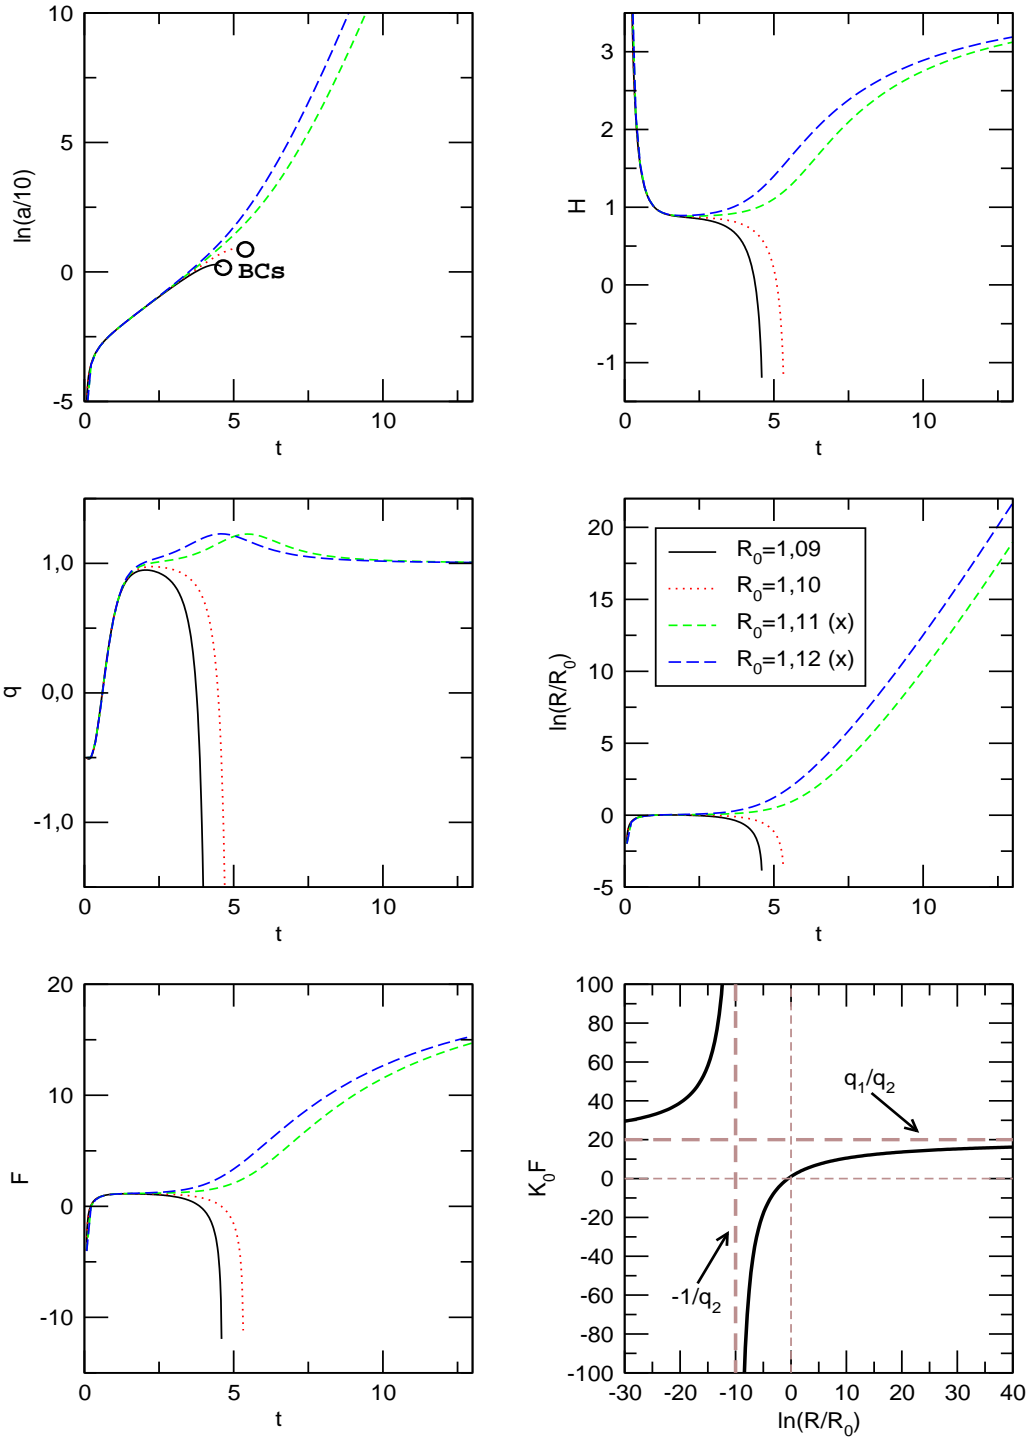 10
5
0
-5
0
5
10
t
ln(a/10)
BCs
3
2
1
0
-1
0
5
10
t
H
1,0
0,0
-1,0
0
5
10
t
q
20
15
10
5
0
-5
0
5
10
t
ln(R/R0)
R0=1,09
R0=1,10
R0=1,11 (x)
R0=1,12 (x)
20
10
0
-10
0
5
10
t
F
100
80
60
40
20
0
-20
-40
-60
-80
-100
-30
-20
-10
0
10
20
30
40
ln(R/R0)
K0F
q1/q2
-1/q2